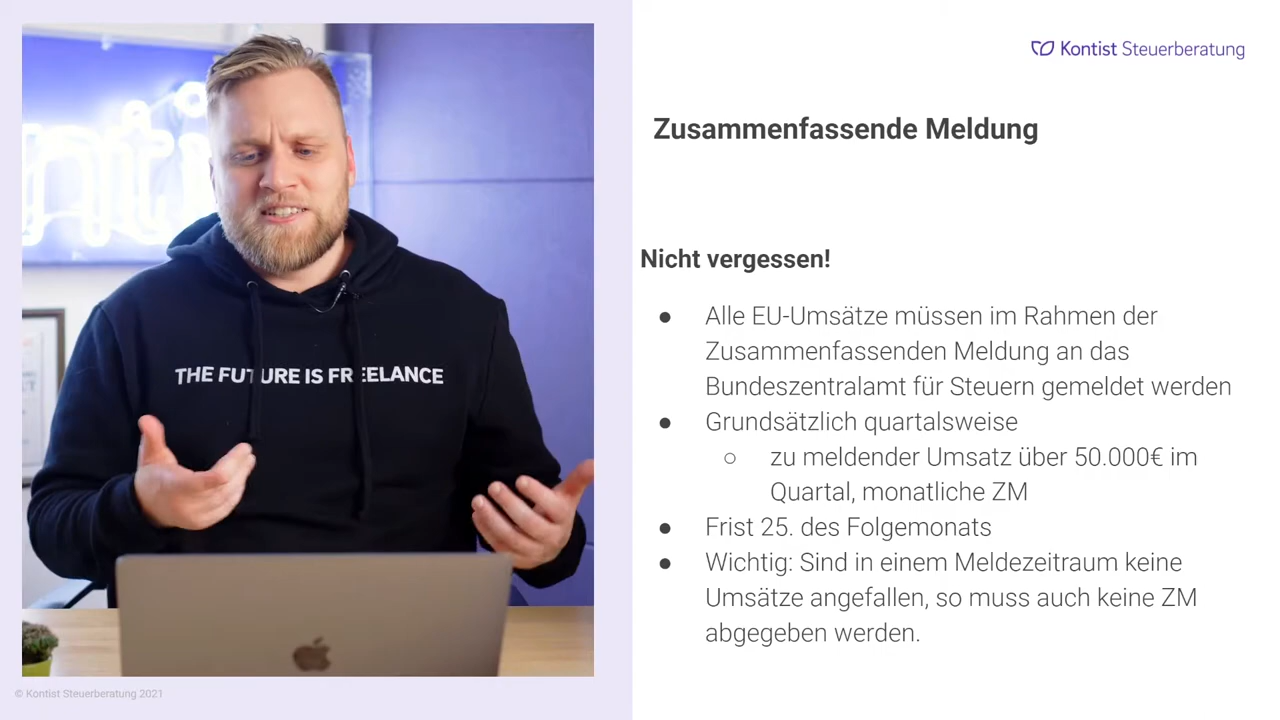 Kontist Steuerberatung
Zusammenfassende Meldung
Nicht vergessen!
● Alle EU-Umsätze müssen im Rahmen der
Zusammenfassenden Meldung an das
Bundeszentralamt für Steuern gemeldet werden
● Grundsätzlich quartalsweise
○ zu meldender Umsatz über 50.000€ im
Quartal, monatliche ZM
● Frist 25. des Folgemonats
● Wichtig: Sind in einem Meldezeitraum keine
Umsätze angefallen, so muss auch keine ZM
abgegeben werden.
THE FUTURE IS FREELANCE
© Kontist Steuerberatung 2021